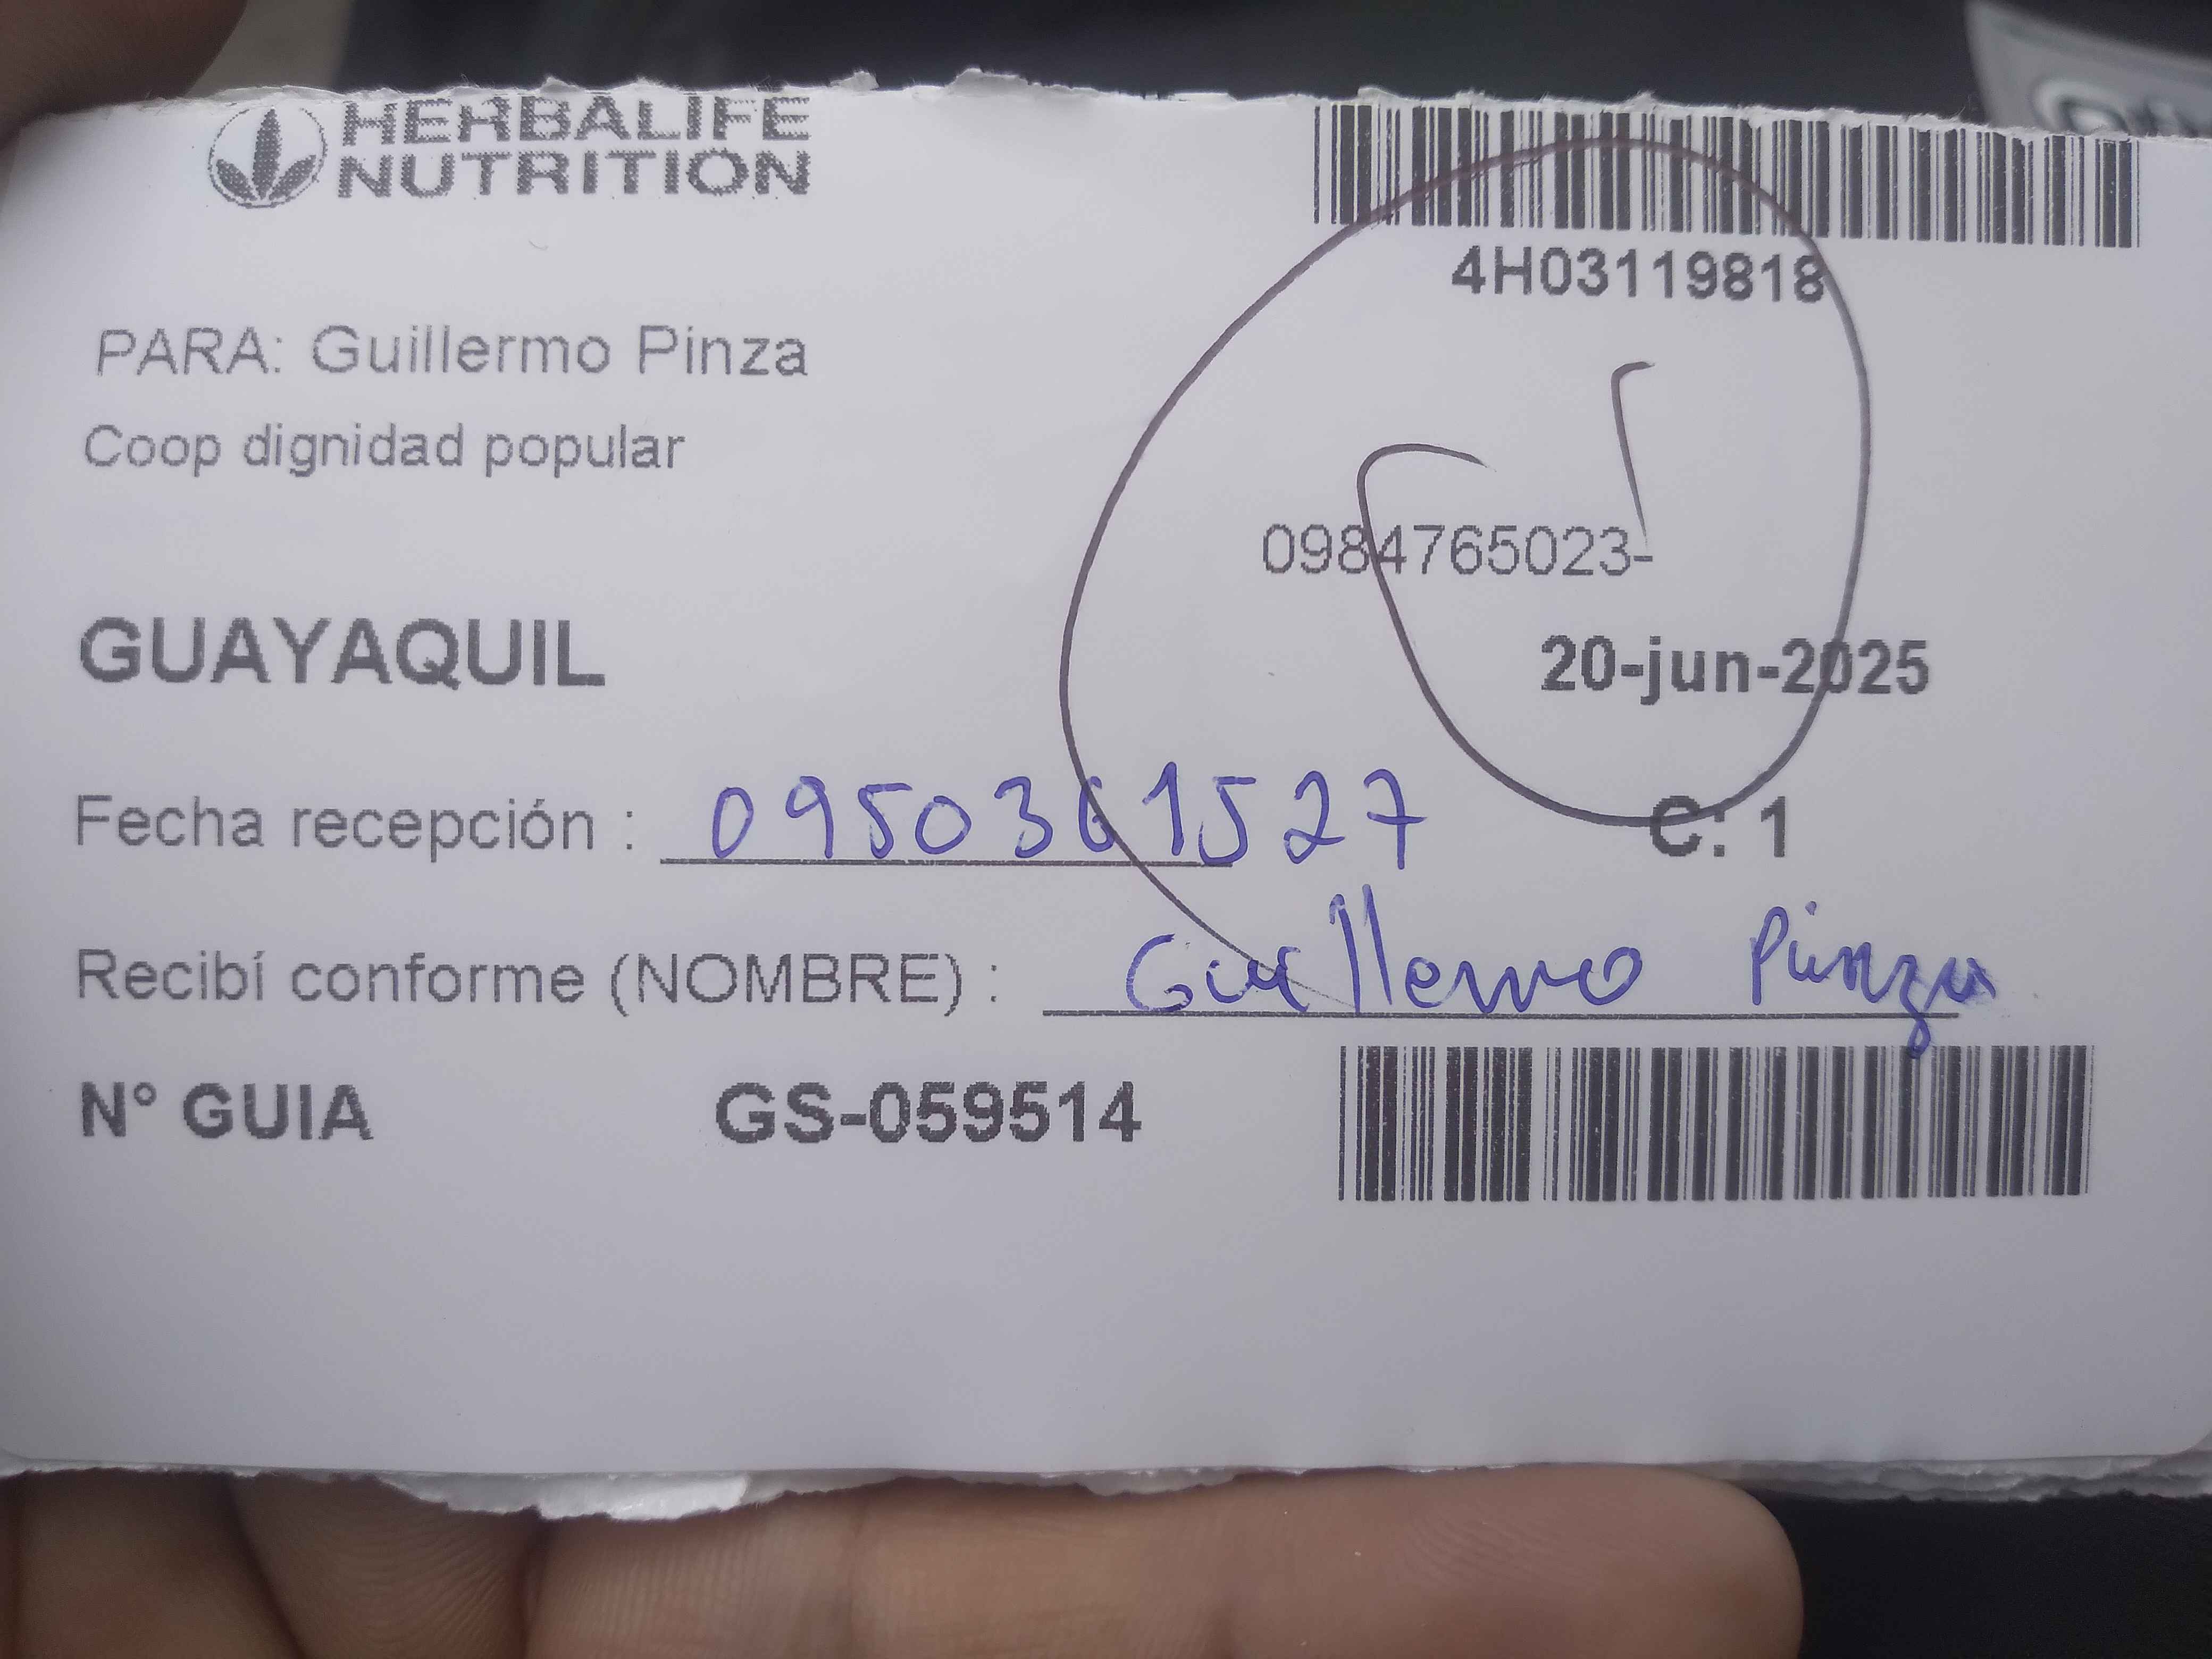 HERBALIFE
NUTRITION
4H03119818
PARA: Guillermo Pinza
Coop dignidad popular
0984765023-
GUAYAQUIL
20-jun-2025
Fecha recepción : 0950361527
C: 1
Recibí conforme (NOMBRE) : Guillermo Pinza
N° GUIA GS-059514